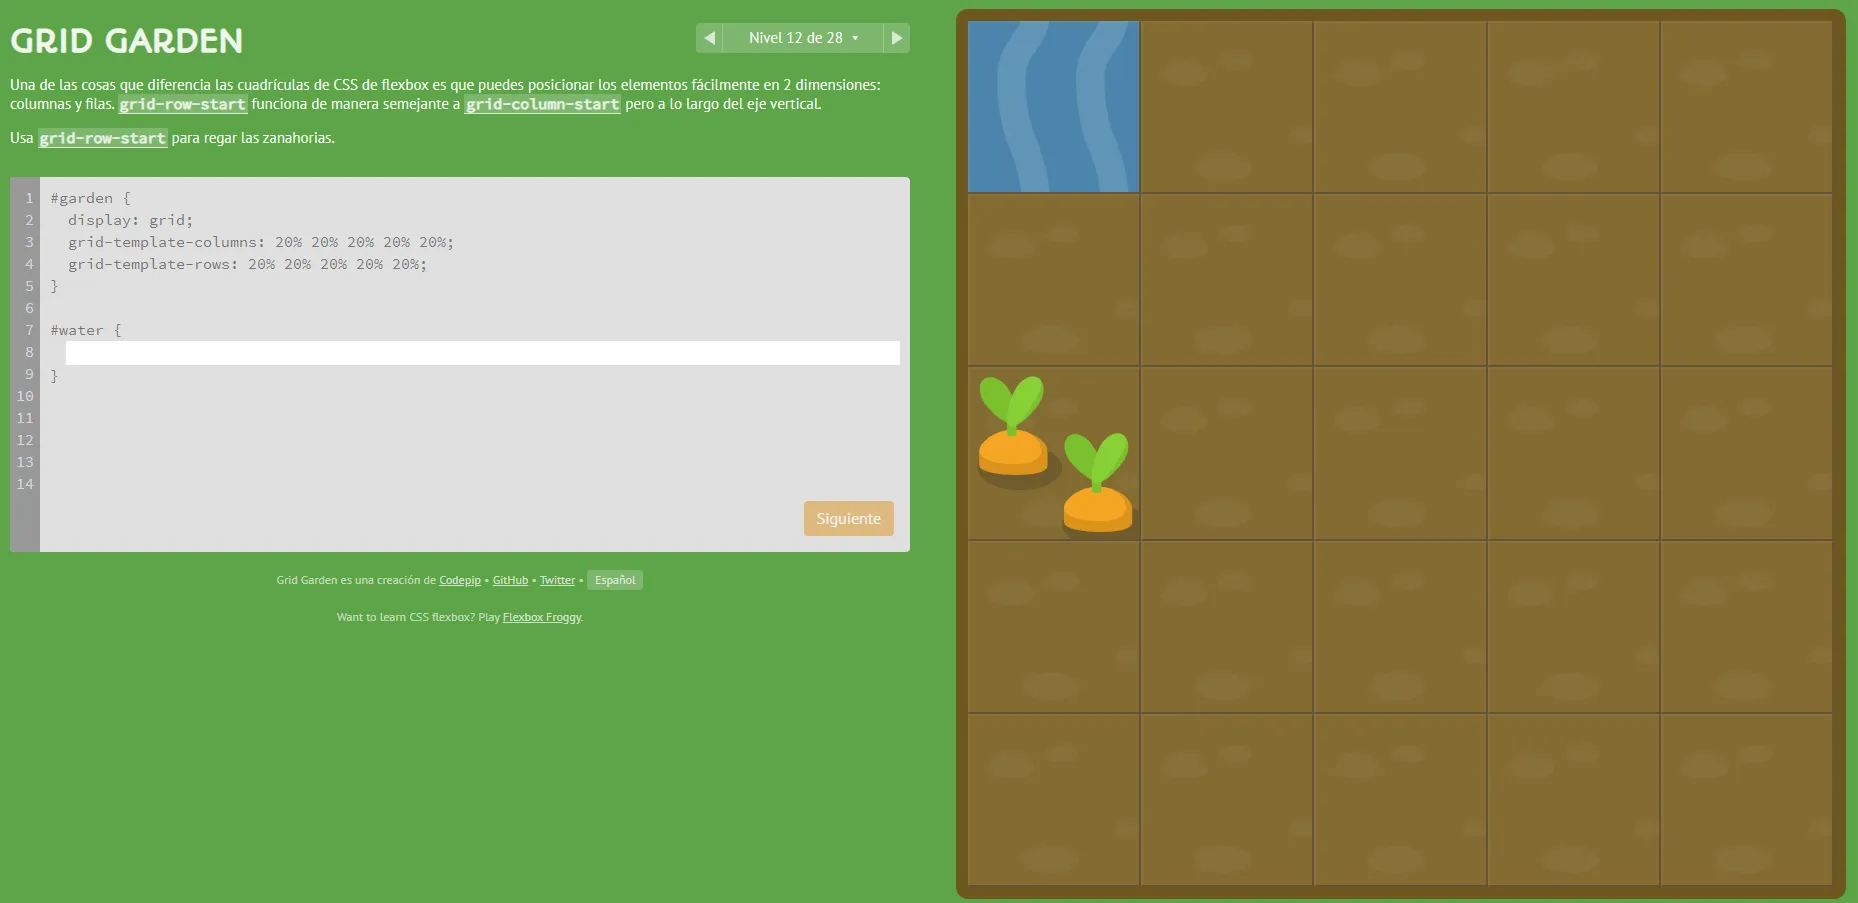 GRID GARDEN
Nivel 12 de 28
Una de las cosas que diferencia las cuadrículas de CSS de flexbox es que puedes posicionar los elementos fácilmente en 2 dimensiones:
columnas y filas. grid-row-start funciona de manera semejante a grid-column-start pero a lo largo del eje vertical.
Usa grid-row-start para regar las zanahorias.
1 #garden {
2 display: grid;
3 grid-template-columns: 20% 20% 20% 20% 20%;
4 grid-template-rows: 20% 20% 20% 20% 20%;
5 }
6
7 #water {
8
9 }
10
11
12
13
14
Siguiente
Grid Garden es una creación de Codepip • GitHub • Twitter • Español
Want to learn CSS flexbox? Play Flexbox Froggy.